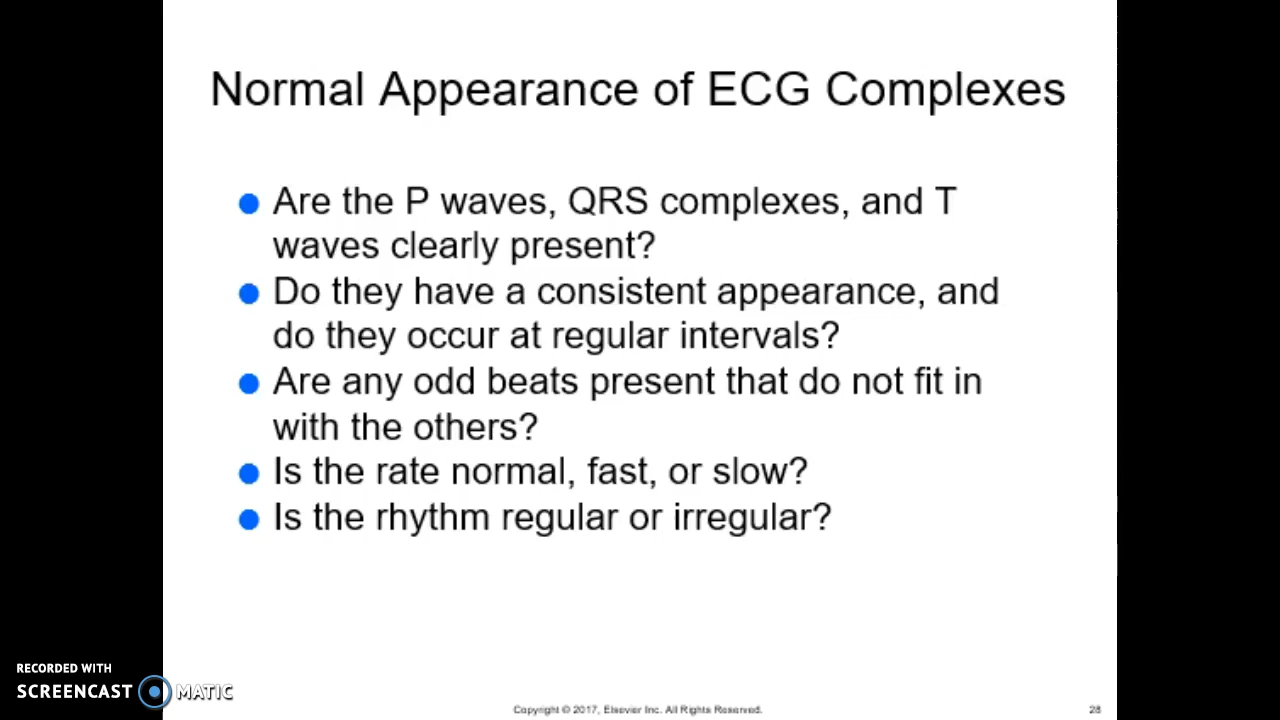 Normal Appearance of ECG Complexes
Are the P waves, QRS complexes, and T
waves clearly present?
Do they have a consistent appearance, and
do they occur at regular intervals?
Are any odd beats present that do not fit in
with the others?
Is the rate normal, fast, or slow?
Is the rhythm regular or irregular?
RECORDED WITH
SCREENCAST MATIC
Copyright © 2017, Elsevier Inc. All Rights Reserved.
28